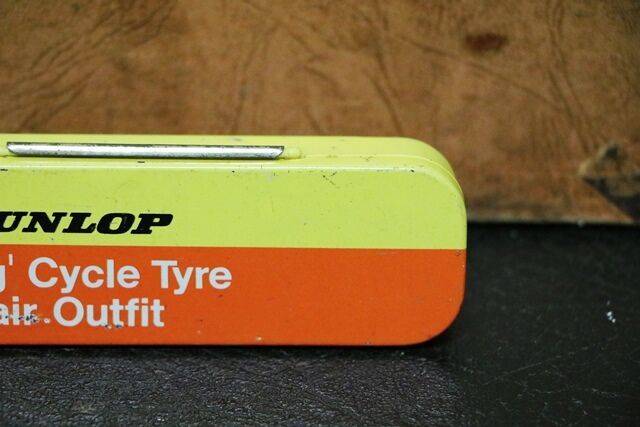 UNLOP
g' Cycle Tyre
air Outfit